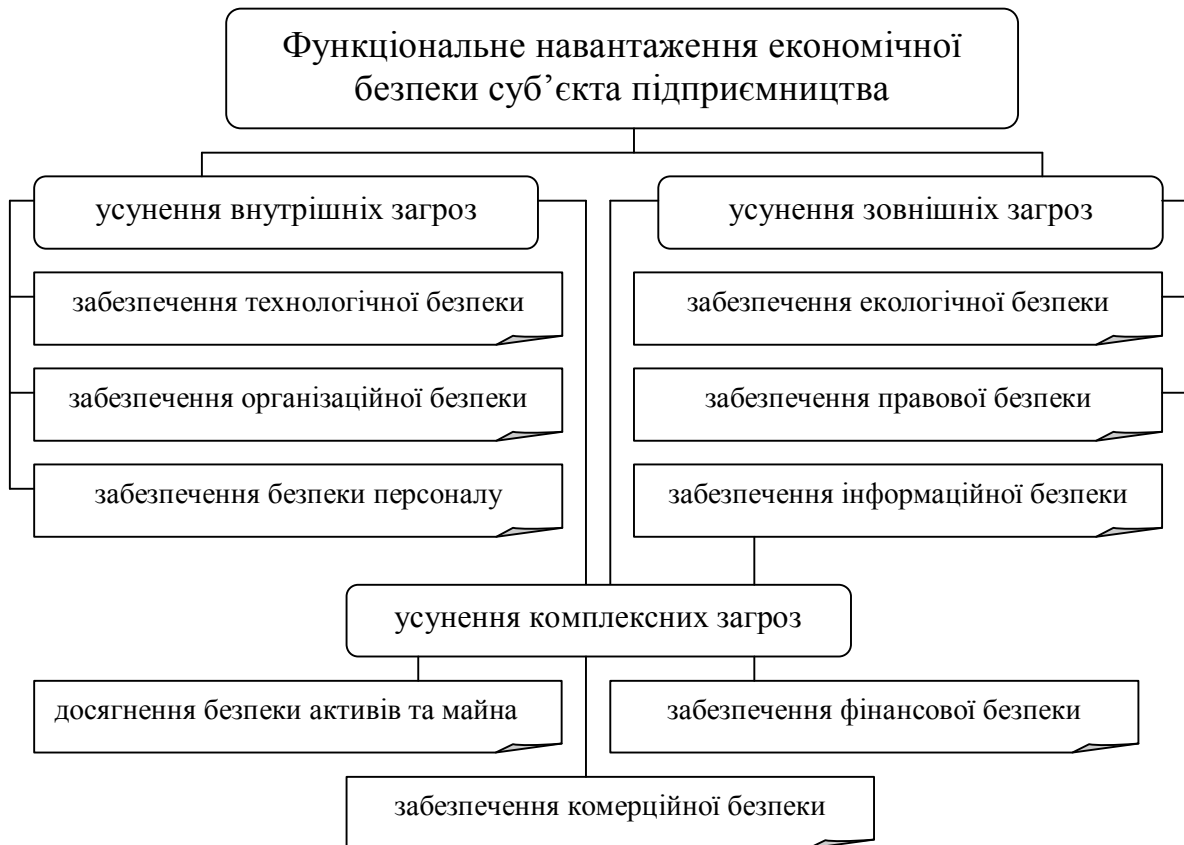 Функціональне навантаження економічної
безпеки суб’єкта підприємництва
усунення внутрішніх загроз
усунення зовнішніх загроз
забезпечення технологічної безпеки
забезпечення екологічної безпеки
забезпечення організаційної безпеки
забезпечення правової безпеки
забезпечення безпеки персоналу
забезпечення інформаційної безпеки
усунення комплексних загроз
досягнення безпеки активів та майна
забезпечення фінансової безпеки
забезпечення комерційної безпеки